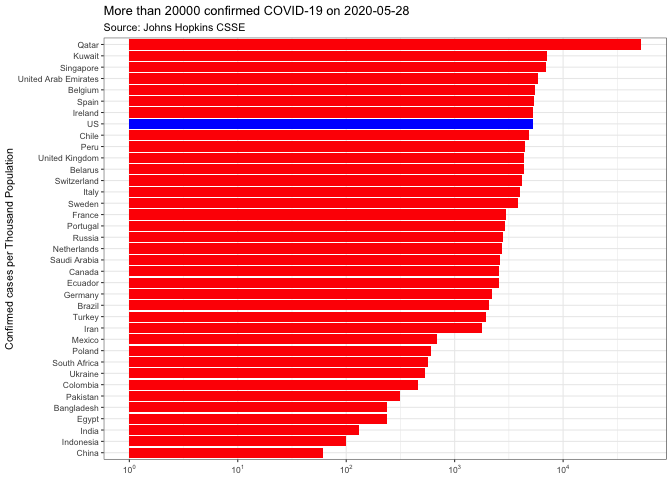 More than 20000 confirmed COVID-19 on 2020-05-28
Source: Johns Hopkins CSSE
Confirmed cases per Thousand Population
Qatar
Kuwait
Singapore
United Arab Emirates
Belgium
Spain
Ireland
US
Chile
Peru
United Kingdom
Belarus
Switzerland
Italy
Sweden
France
Portugal
Russia
Netherlands
Saudi Arabia
Canada
Ecuador
Germany
Brazil
Turkey
Iran
Mexico
Poland
South Africa
Ukraine
Colombia
Pakistan
Bangladesh
Egypt
India
Indonesia
China
10⁰ 10¹ 10² 10³ 10⁴